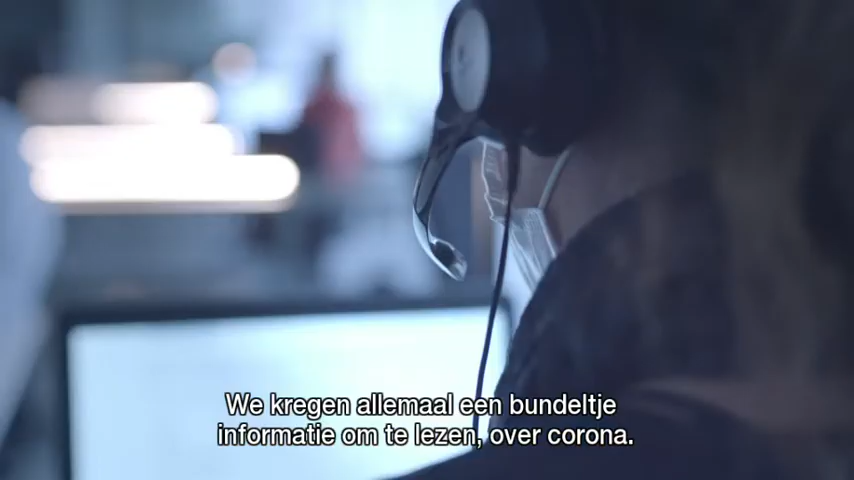 We kregen allemaal een bundeltje
informatie om te lezen, over corona.